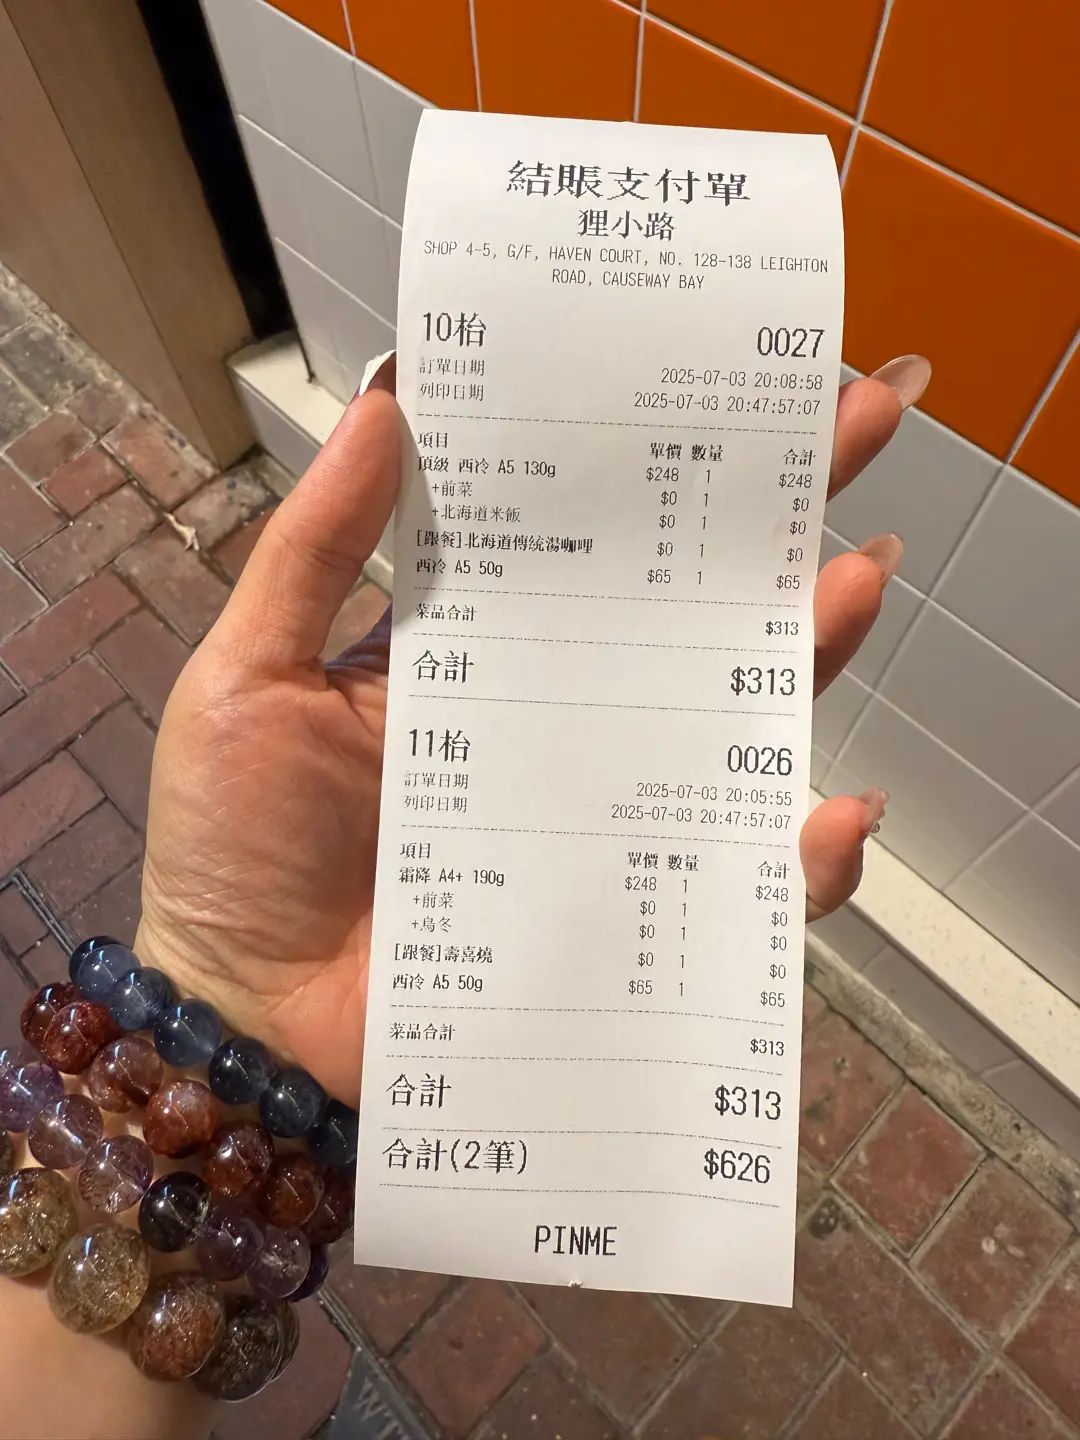 結賬支付單
狸小路
SHOP 4-5, G/F, HAVEN COURT, NO. 128-138 LEIGHTON
ROAD, CAUSEWAY BAY
10枱 0027
訂單日期 2025-07-03 20:08:58
列印日期 2025-07-03 20:47:57:07
項目 單價 數量 合計
頂級 西冷 A5 130g $248 1 $248
+前菜 $0 1 $0
+北海道米飯 $0 1 $0
[跟餐]北海道傳統湯咖哩 $0 1 $0
西冷 A5 50g $65 1 $65
菜品合計 $313
合計 $313
11枱 0026
訂單日期 2025-07-03 20:05:55
列印日期 2025-07-03 20:47:57:07
項目 單價 數量 合計
霜降 A4+ 190g $248 1 $248
+前菜 $0 1 $0
+烏冬 $0 1 $0
[跟餐]壽喜燒 $0 1 $0
西冷 A5 50g $65 1 $65
菜品合計 $313
合計 $313
合計(2筆) $626
PINME